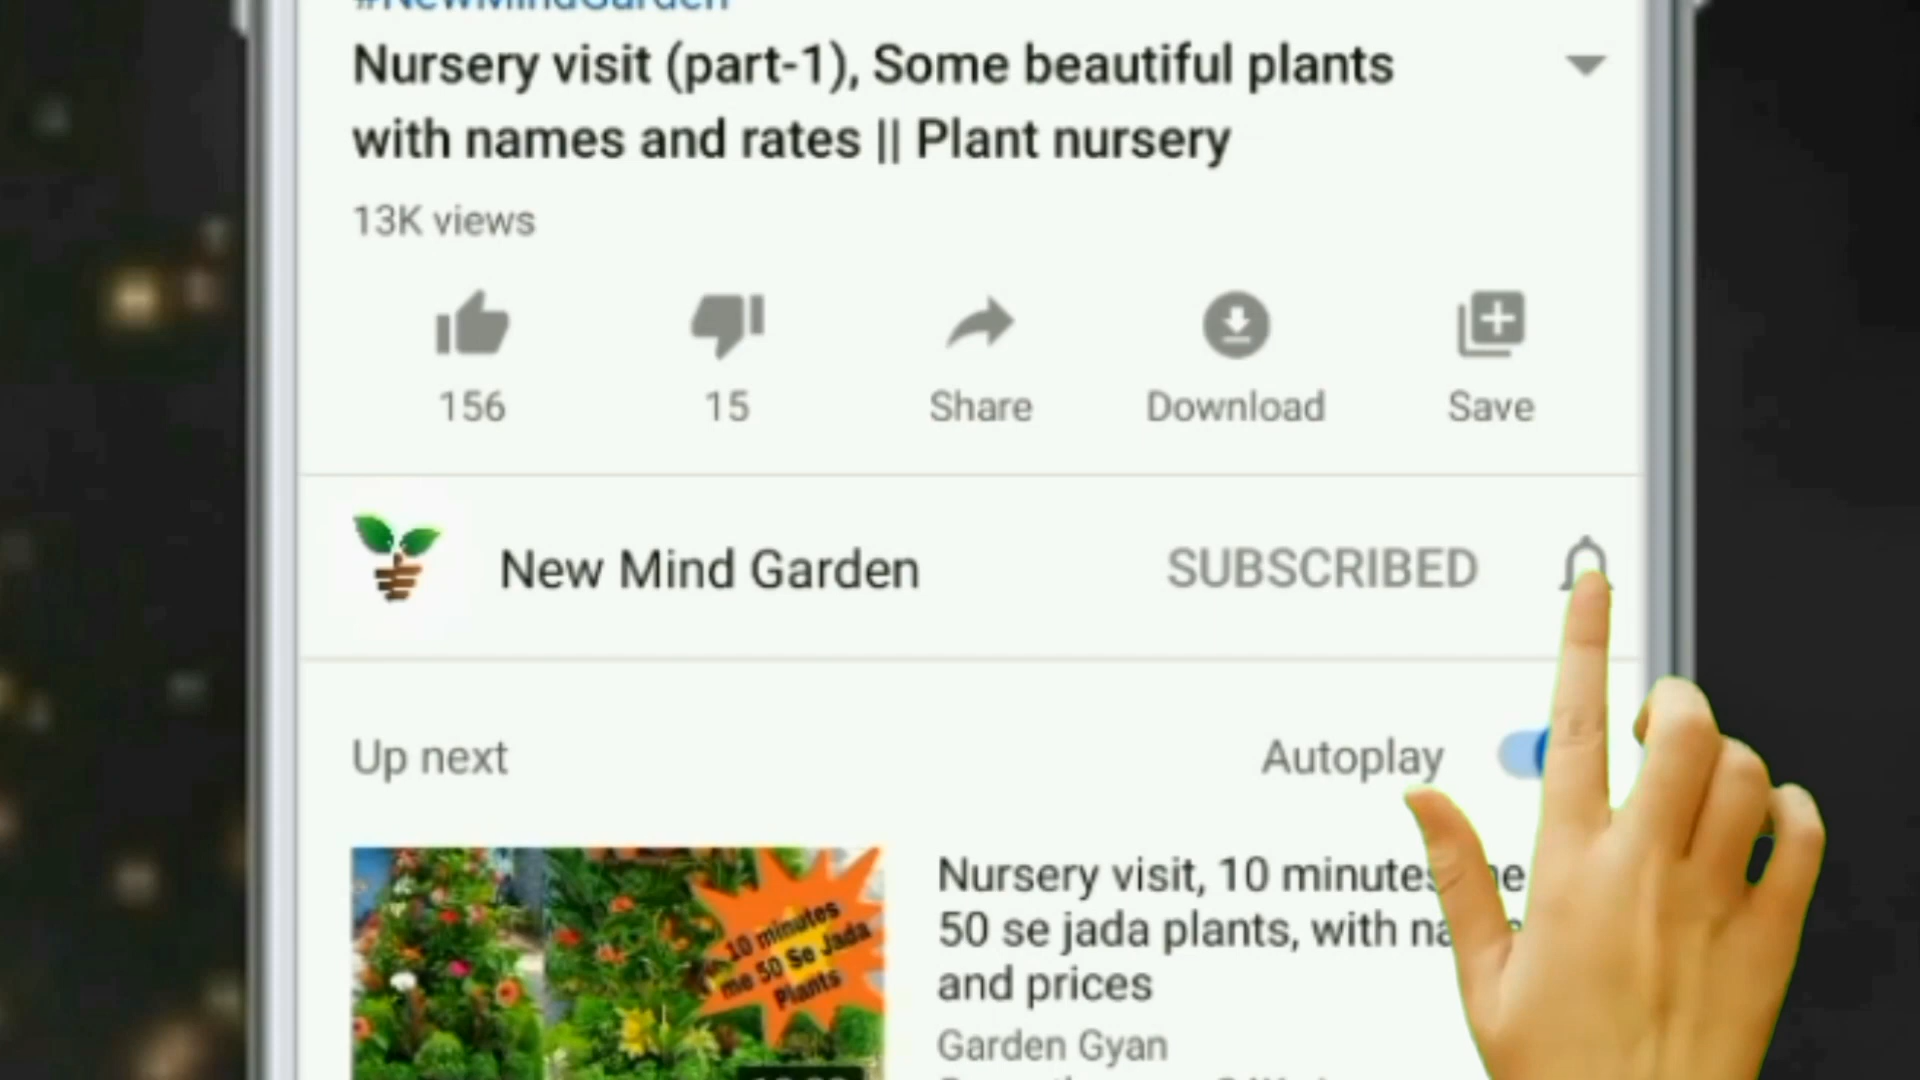 #NewMindGarden
Nursery visit (part-1), Some beautiful plants
with names and rates || Plant nursery
13K views
156
15
Share
Download
Save
New Mind Garden
SUBSCRIBED
Up next
Autoplay
10 minutes
me 50 Se Jada
Plants
Nursery visit, 10 minutes
50 se jada plants, with
and prices
Garden Gyan